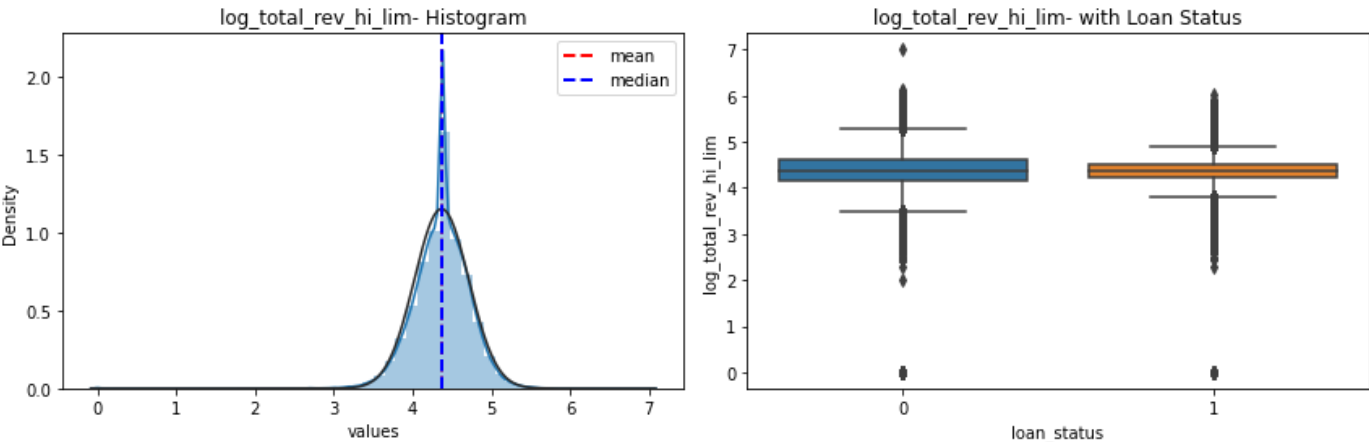 log_total_rev_hi_lim- Histogram
mean
median
2.0
1.5
1.0
0.5
0.0
Density
0 1 2 3 4 5 6 7
values
log_total_rev_hi_lim- with Loan Status
7
6
5
4
3
2
1
0
log_total_rev_hi_lim
0 1
loan_status